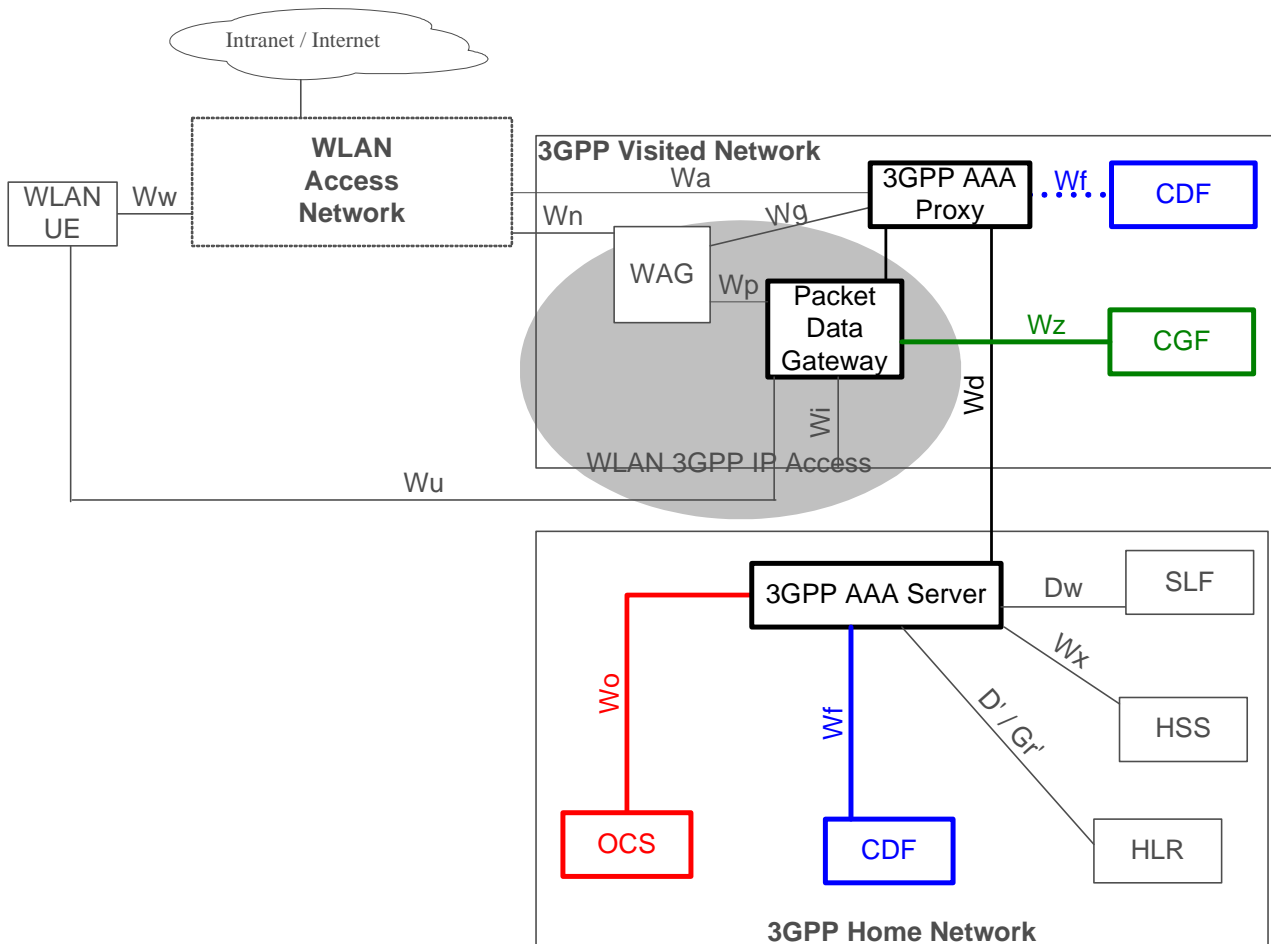 Intranet / Internet
WLAN
Access
Network
3GPP Visited Network
WLAN
UE
Ww
Wa
Wn
Wg
3GPP AAA
Proxy
Wf
CDF
WAG
Wp
Packet
Data
Gateway
Wz
CGF
Wd
Wi
WLAN 3GPP IP Access
Wu
3GPP AAA Server
Dw
SLF
Wx
HSS
Wo
Wf
D' / Gr'
OCS
CDF
HLR
3GPP Home Network